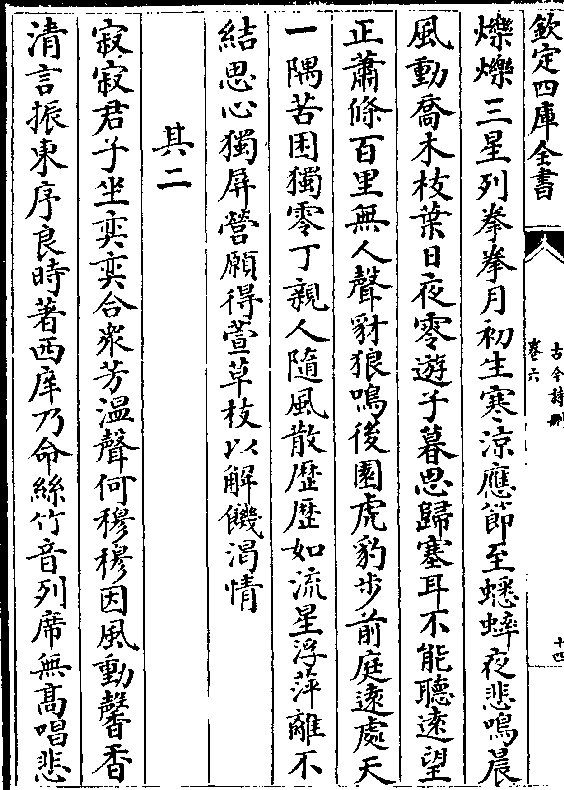 欽定四庫全書
古今詩刪
卷六
十四
爍爍三星列拳拳月初生寒涼應節至蟋蟀夜悲鳴晨
風動喬木枝葉日夜零遊子暮思歸塞耳不能聽遠望
正蕭條百里無人聲豺狼鳴後園虎豹步前庭遠處天
一隅苦困獨零丁親人隨風散歴歴如流星浮萍離不
結思心獨屏營願得萱草枝以解饑渴情
其二
寂寂君子坐奕奕合衆芳温聲何穆穆因風動馨香
清言振東序良時著西庠乃命絲竹音列席無高唱悲